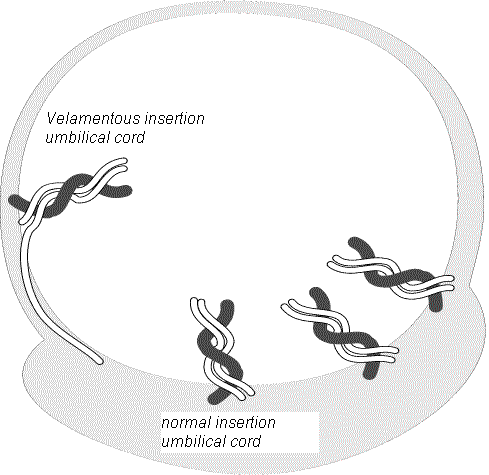 Velamentous insertion
umbilical cord
normal insertion
umbilical cord